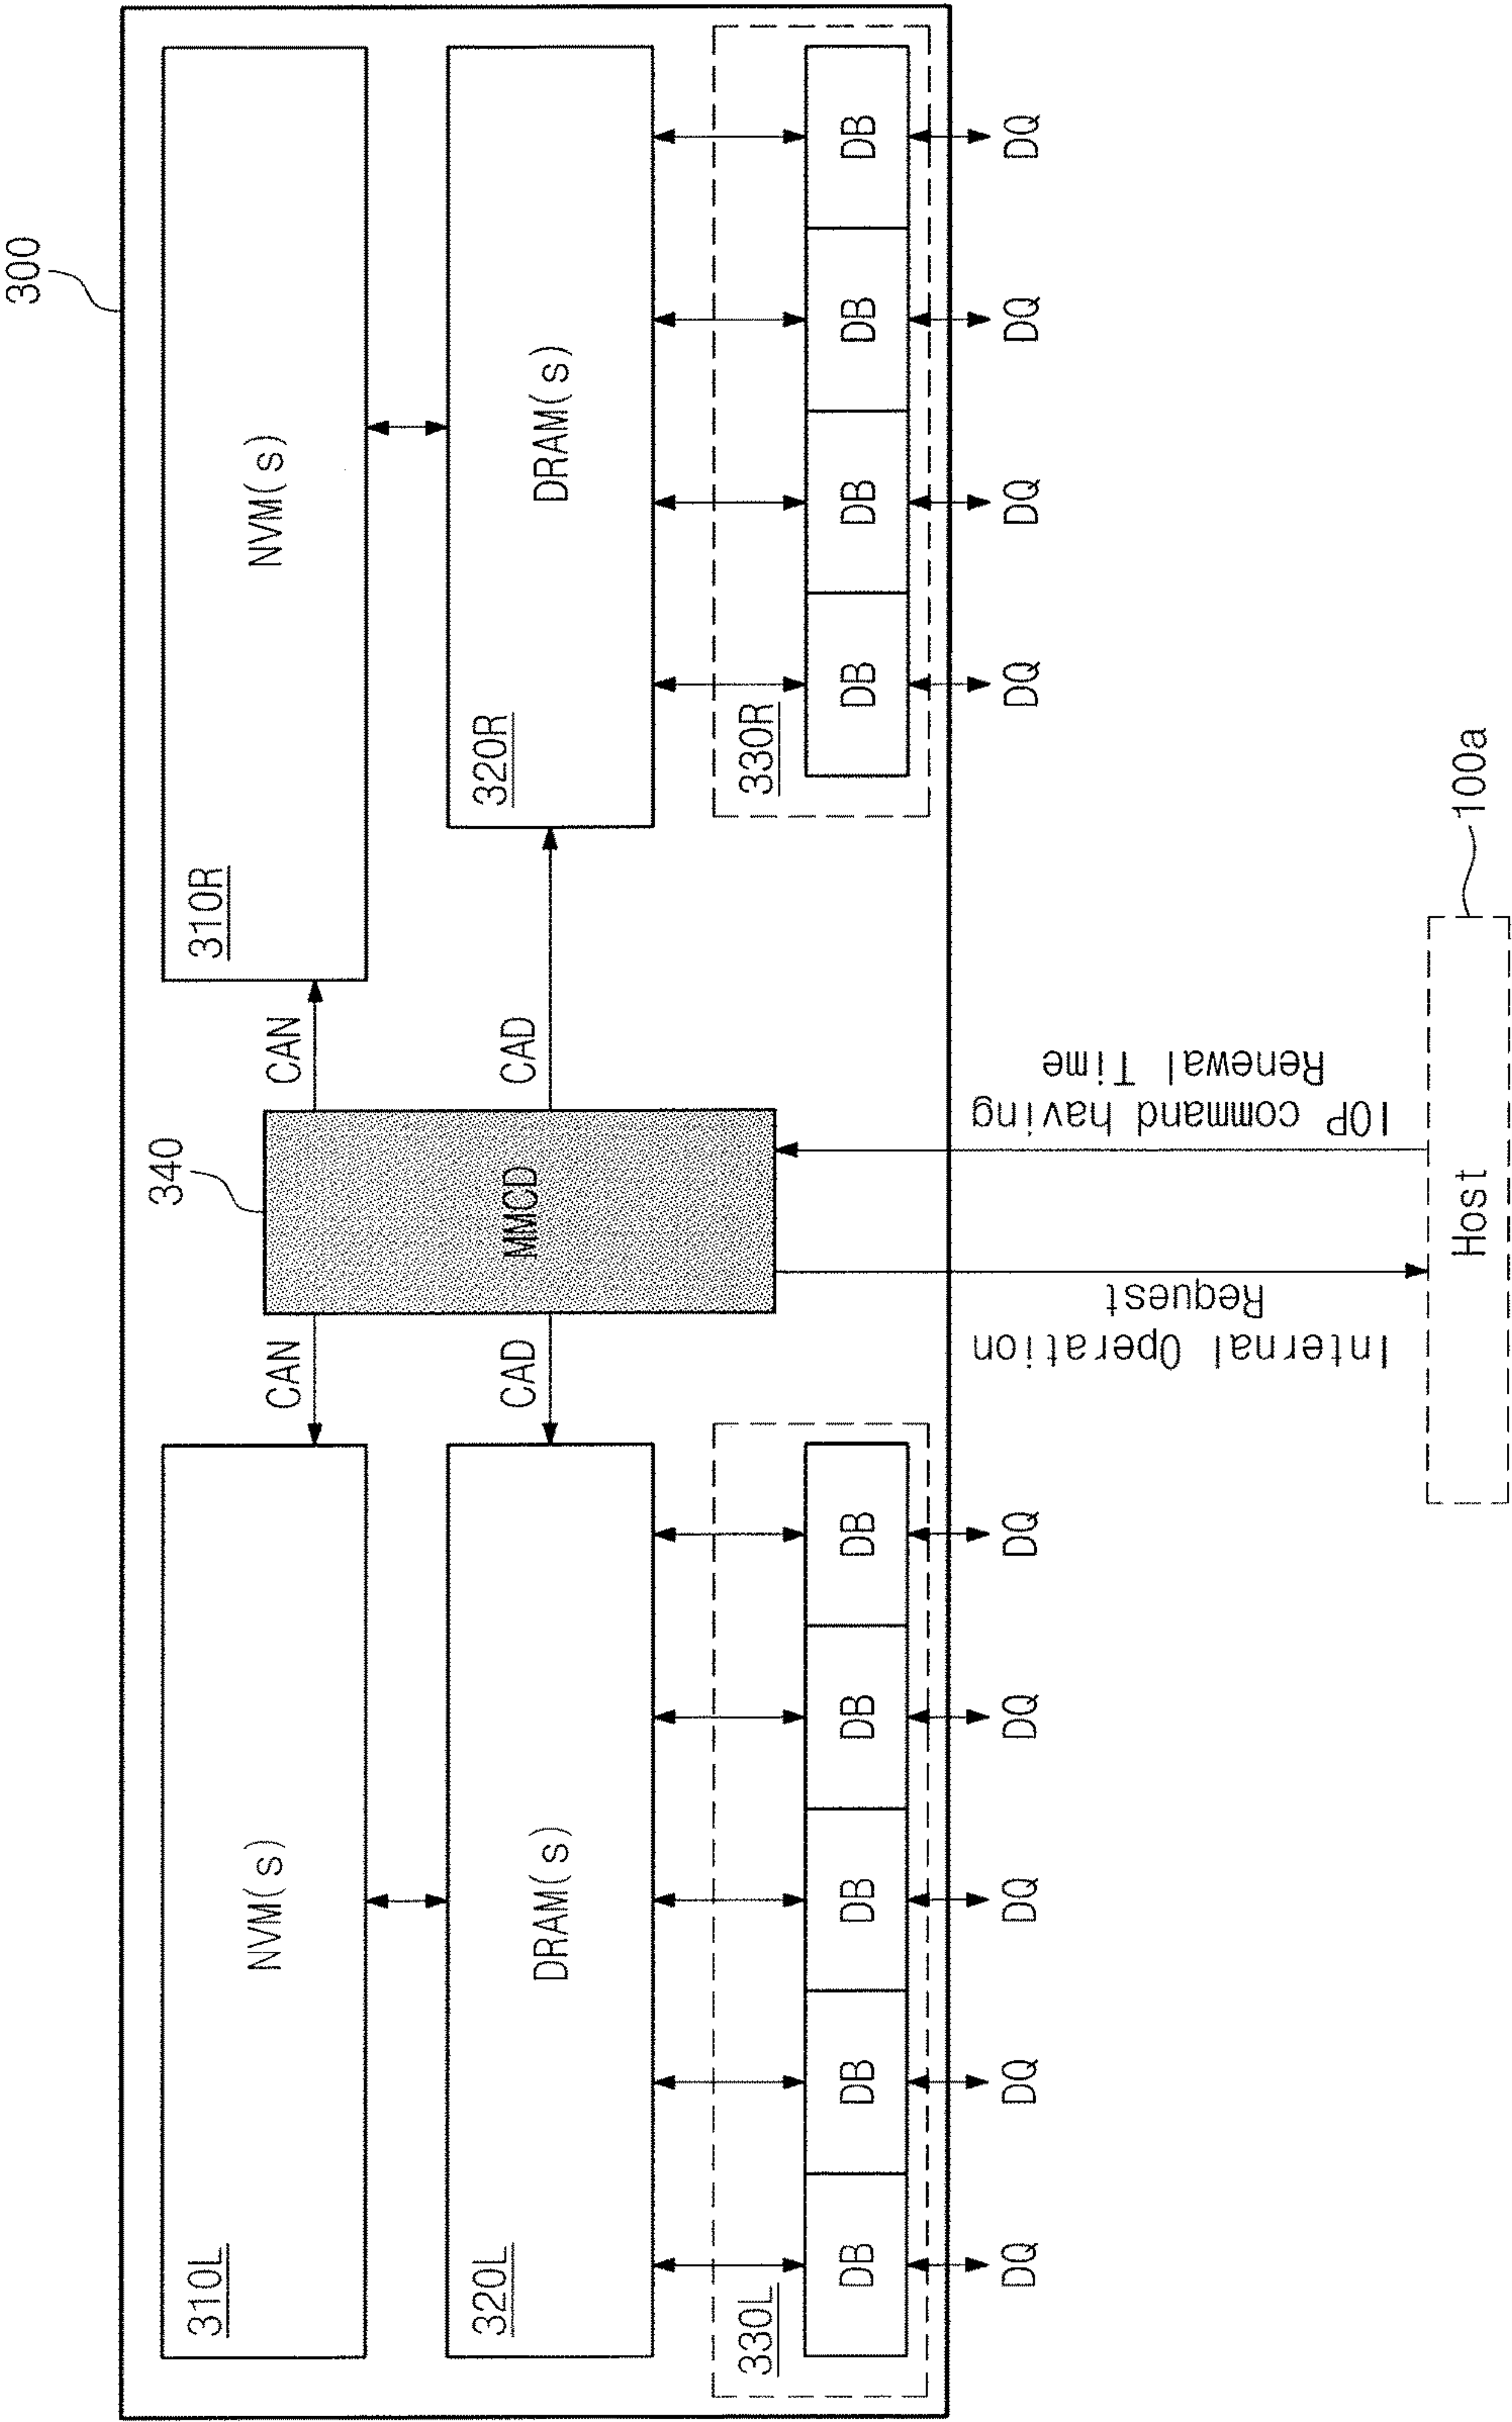 300
340
310L
NVM(s)
CAN
CAN
310R
NVM(s)
MMCD
320L
DRAM(s)
CAD
CAD
320R
DRAM(s)
330L
330R
DB
DB
DB
DB
DB
DB
DB
DB
DB
DQ
DQ
DQ
DQ
DQ
DQ
DQ
DQ
DQ
Internal Operation
Request
IOP command having
Renewal Time
Host
100a